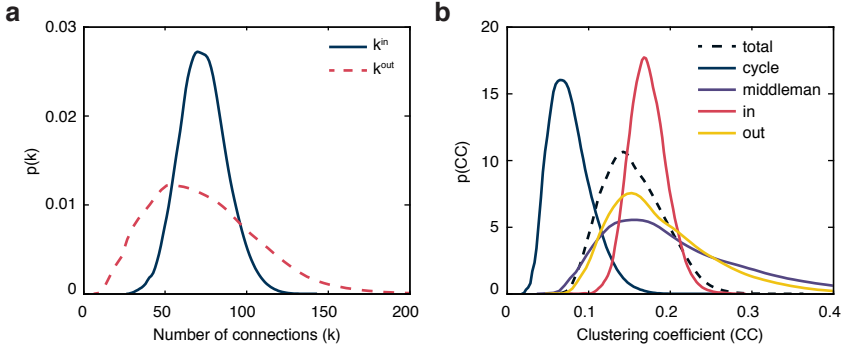 a
0.03
0.02
0.01
0
p(k)
0 50 100 150 200
Number of connections (k)
kⁱⁿ
kᵒᵘᵗ
b
20
15
10
5
0
p(CC)
0 0.1 0.2 0.3 0.4
Clustering coefficient (CC)
total
cycle
middleman
in
out